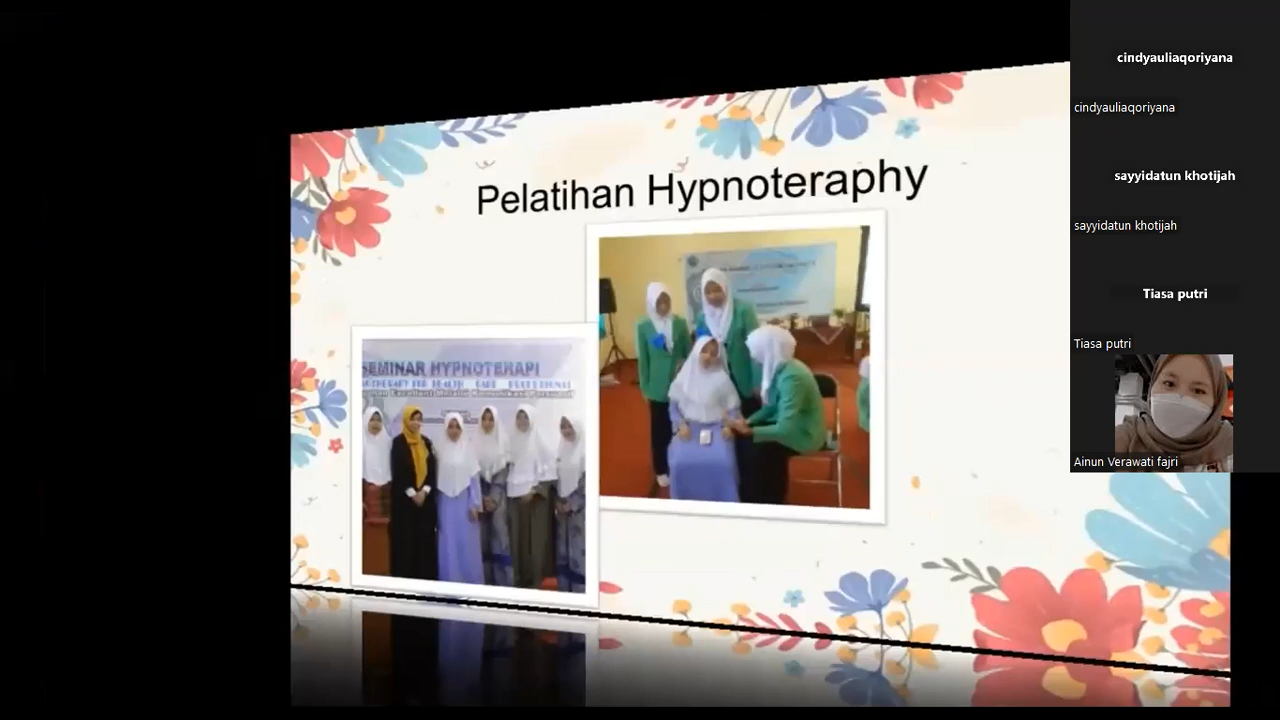 Pelatihan Hypnoteraphy
SEMINAR HYPNOTERAPI
cindyauliaqoriyana
cindyauliaqoriyana
sayyidatun khotijah
sayyidatun khotijah
Tiasa putri
Tiasa putri
Ainun Verawati fajri